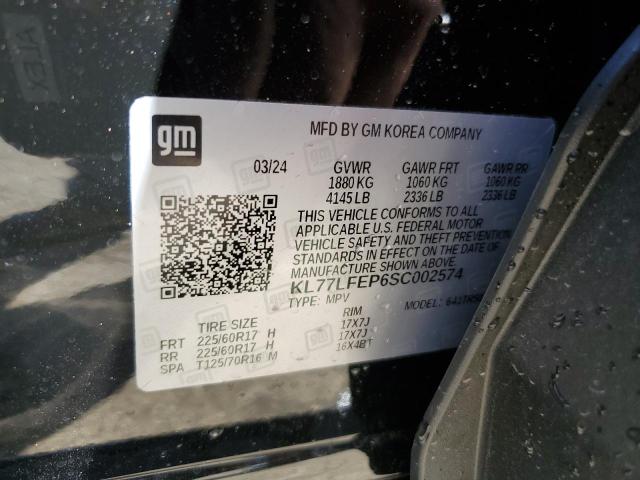 gm
MFD BY GM KOREA COMPANY
03/24 GVWR GAWR FRT GAWR RR
1880 KG 1060 KG 1060 KG
4145 LB 2336 LB 2336 LB
THIS VEHICLE CONFORMS TO ALL
APPLICABLE U.S. FEDERAL MOTOR
VEHICLE SAFETY AND THEFT PREVENTION
STANDARDS IN EFFECT ON THE DATE OF
MANUFACTURE
KL77LFEP6SC002574
TYPE: MPV MODEL:
TIRE SIZE RIM
FRT 225/60R17 H 17X7J
RR 225/60R17 H 17X7J
SPA T125/70R16 M 16X4BT